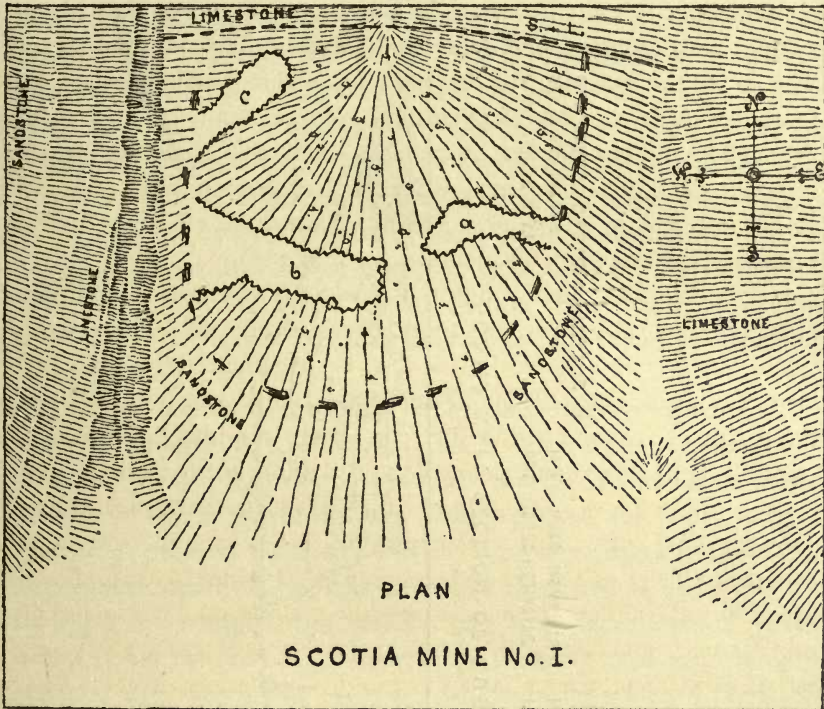 LIMESTONE
S. + L.
SANDSTONE
C
N
W E
a
b
S
LIMESTONE
LIMESTONE
SANDSTONE
SANDSTONE
PLAN
SCOTIA MINE No. I.